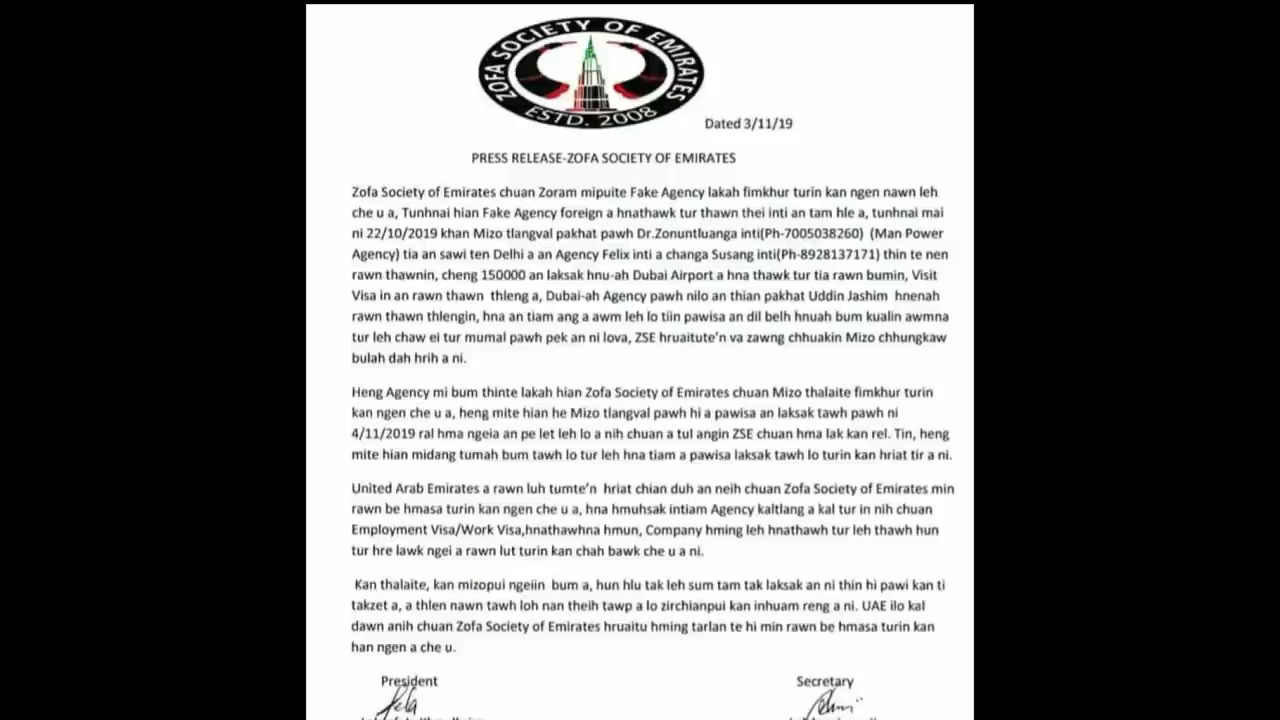 ZOFA SOCIETY OF EMIRATES
ESTD. 2008
Dated 3/11/19
PRESS RELEASE-ZOFA SOCIETY OF EMIRATES
Zofa Society of Emirates chuan Zoram mipuite Fake Agency lakah fimkhur turin kan ngen nawn leh
che u a, Tunhnai hian Fake Agency foreign a hnathawk tur thawn thei inti an tam hle a, tunhnai mai
ni 22/10/2019 khan Mizo tlangval pakhat pawh Dr.Zonuntluanga inti(Ph-7005038260) (Man Power
Agency) tia an sawi ten Delhi a an Agency Felix inti a changa Susang inti(Ph-8928137171) thin te nen
rawn thawnin, cheng 150000 an laksak hnu-ah Dubai Airport a hna thawk tur tia rawn bumin, Visit
Visa in an rawn thawn thleng a, Dubai-ah Agency pawh nilo an thian pakhat Uddin Jashim hnenah
rawn thawn thlengin, hna an tiam ang a awm leh lo tiin pawisa an dil belh hnuah bum kualin awmna
tur leh chaw ei tur mumal pawh pek an ni lova, ZSE hruaitute'n va zawng chhuakin Mizo chhungkaw
bulah dah hrih a ni.
Heng Agency mi bum thinte lakah hian Zofa Society of Emirates chuan Mizo thalaite fimkhur turin
kan ngen che u a, heng mite hian he Mizo tlangval pawh hi a pawisa an laksak tawh pawh ni
4/11/2019 ral hma ngeia an pe let leh lo a nih chuan a tul angin ZSE chuan hma lak kan rel. Tin, heng
mite hian midang tumah bum tawh lo tur leh hna tiam a pawisa laksak tawh lo turin kan hriat tir a ni.
United Arab Emirates a rawn luh tumte'n hriat chian duh an neih chuan Zofa Society of Emirates min
rawn be hmasa turin kan ngen che u a, hna hmuhsak intiam Agency kaltlang a kal tur in nih chuan
Employment Visa/Work Visa,hnathawhna hmun, Company hming leh hnathawh tur leh thawh hun
tur hre lawk ngei a rawn lut turin kan chah bawk che u a ni.
Kan thalaite, kan mizopui ngeiin bum a, hun hlu tak leh sum tam tak laksak an ni thin hi pawi kan ti
takzet a, a thlen nawn tawh loh nan theih tawp a lo zirchianpui kan inhuam reng a ni. UAE ilo kal
dawn anih chuan Zofa Society of Emirates hruaitu hming tarlan te hi min rawn be hmasa turin kan
han ngen a che u.
President
Secretary